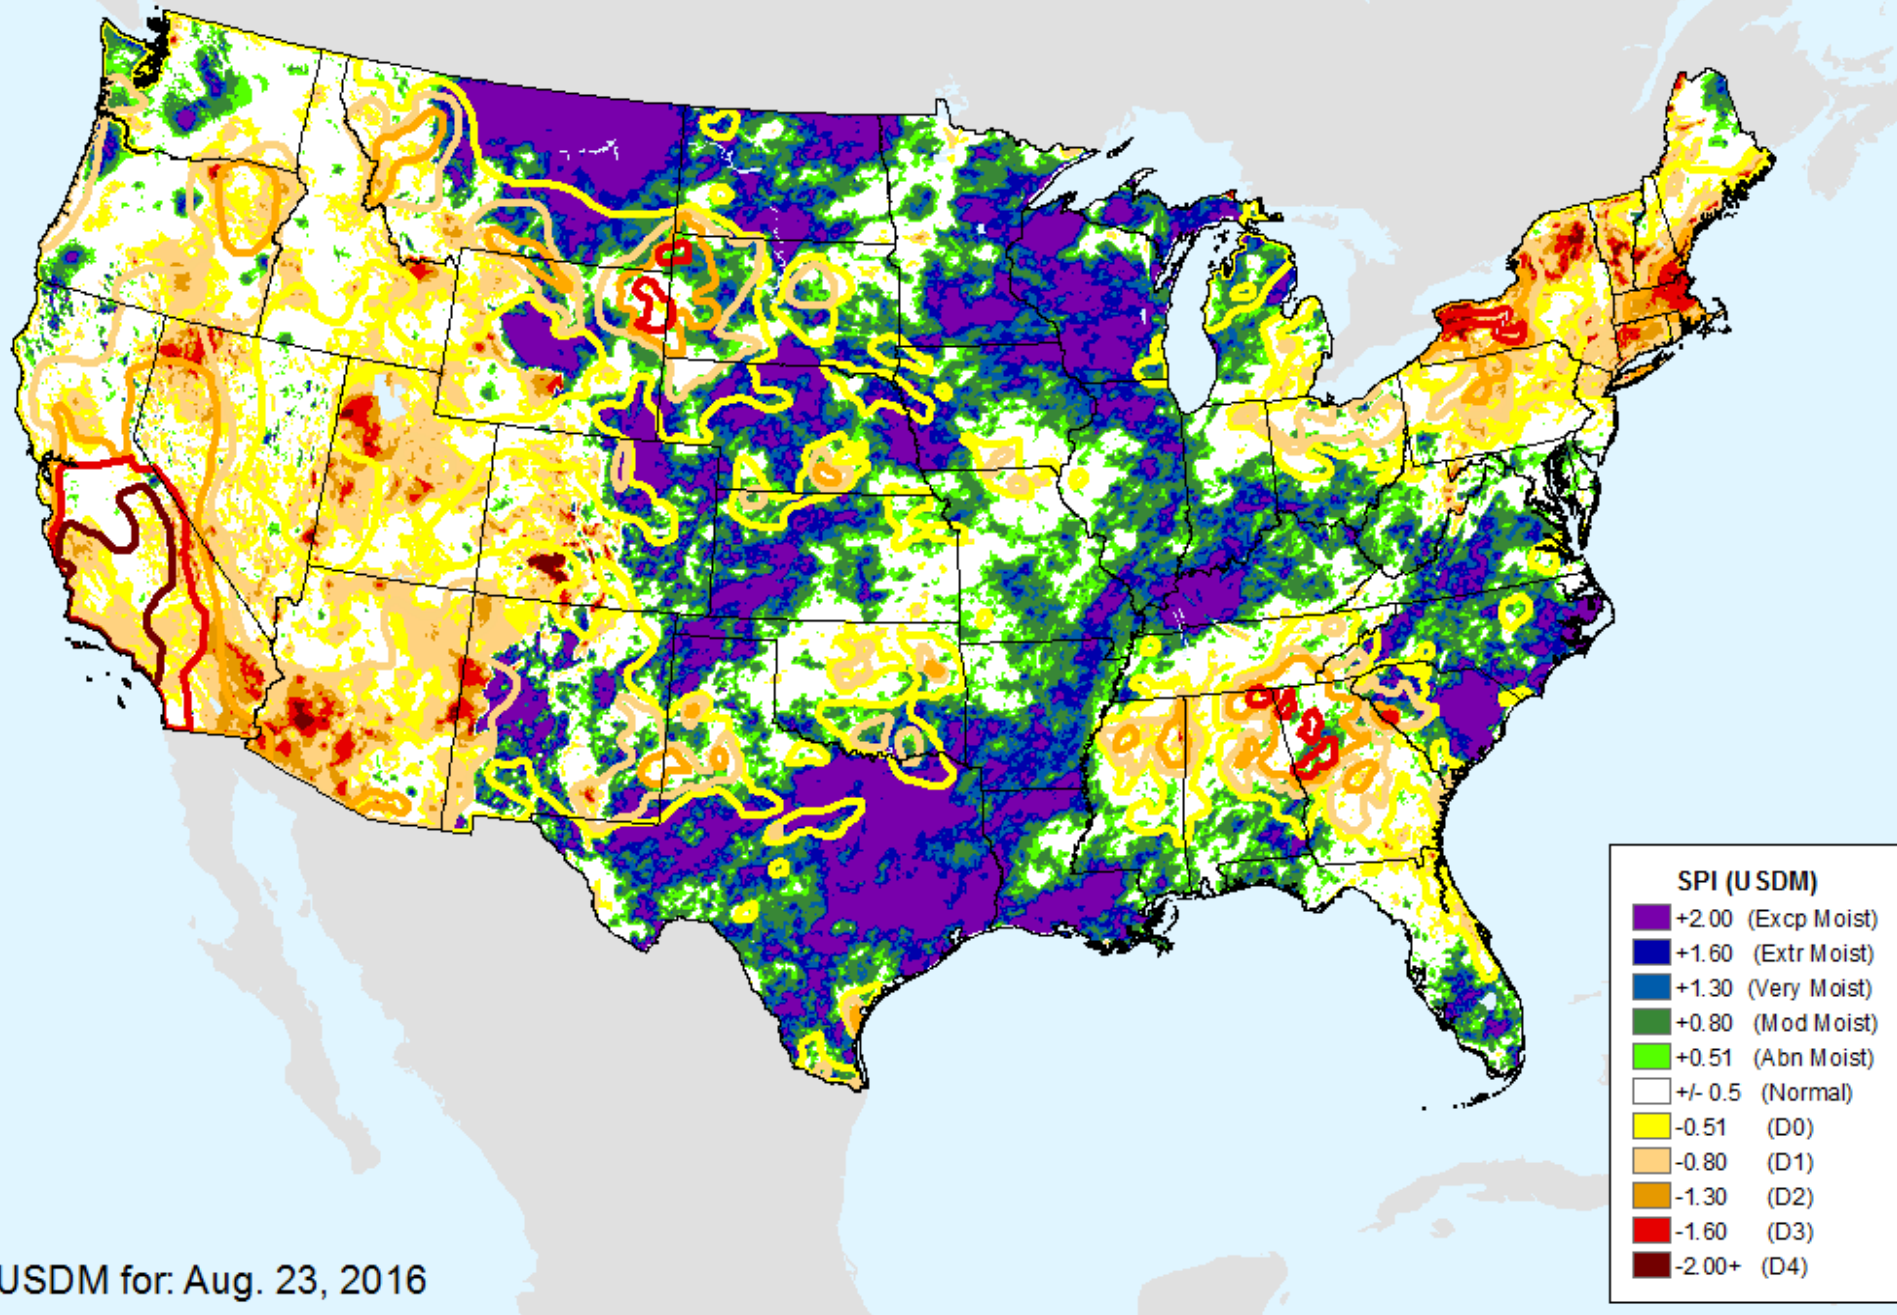 SPI (USDM)
+2.00 (Excp Moist)
+1.60 (Extr Moist)
+1.30 (Very Moist)
+0.80 (Mod Moist)
+0.51 (Abn Moist)
+/- 0.5 (Normal)
-0.51 (D0)
-0.80 (D1)
-1.30 (D2)
-1.60 (D3)
-2.00+ (D4)
USDM for: Aug. 23, 2016